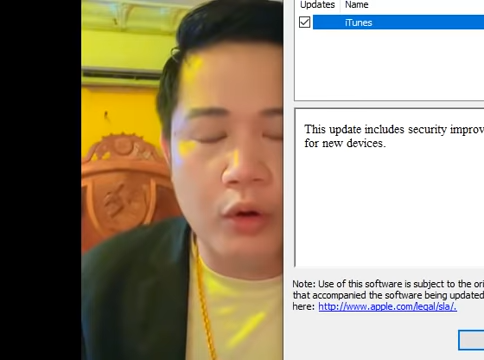 Updates Name
iTunes
This update includes security improv
for new devices.
Note: Use of this software is subject to the ori
that accompanied the software being updated
here: http://www.apple.com/legal/sla/.